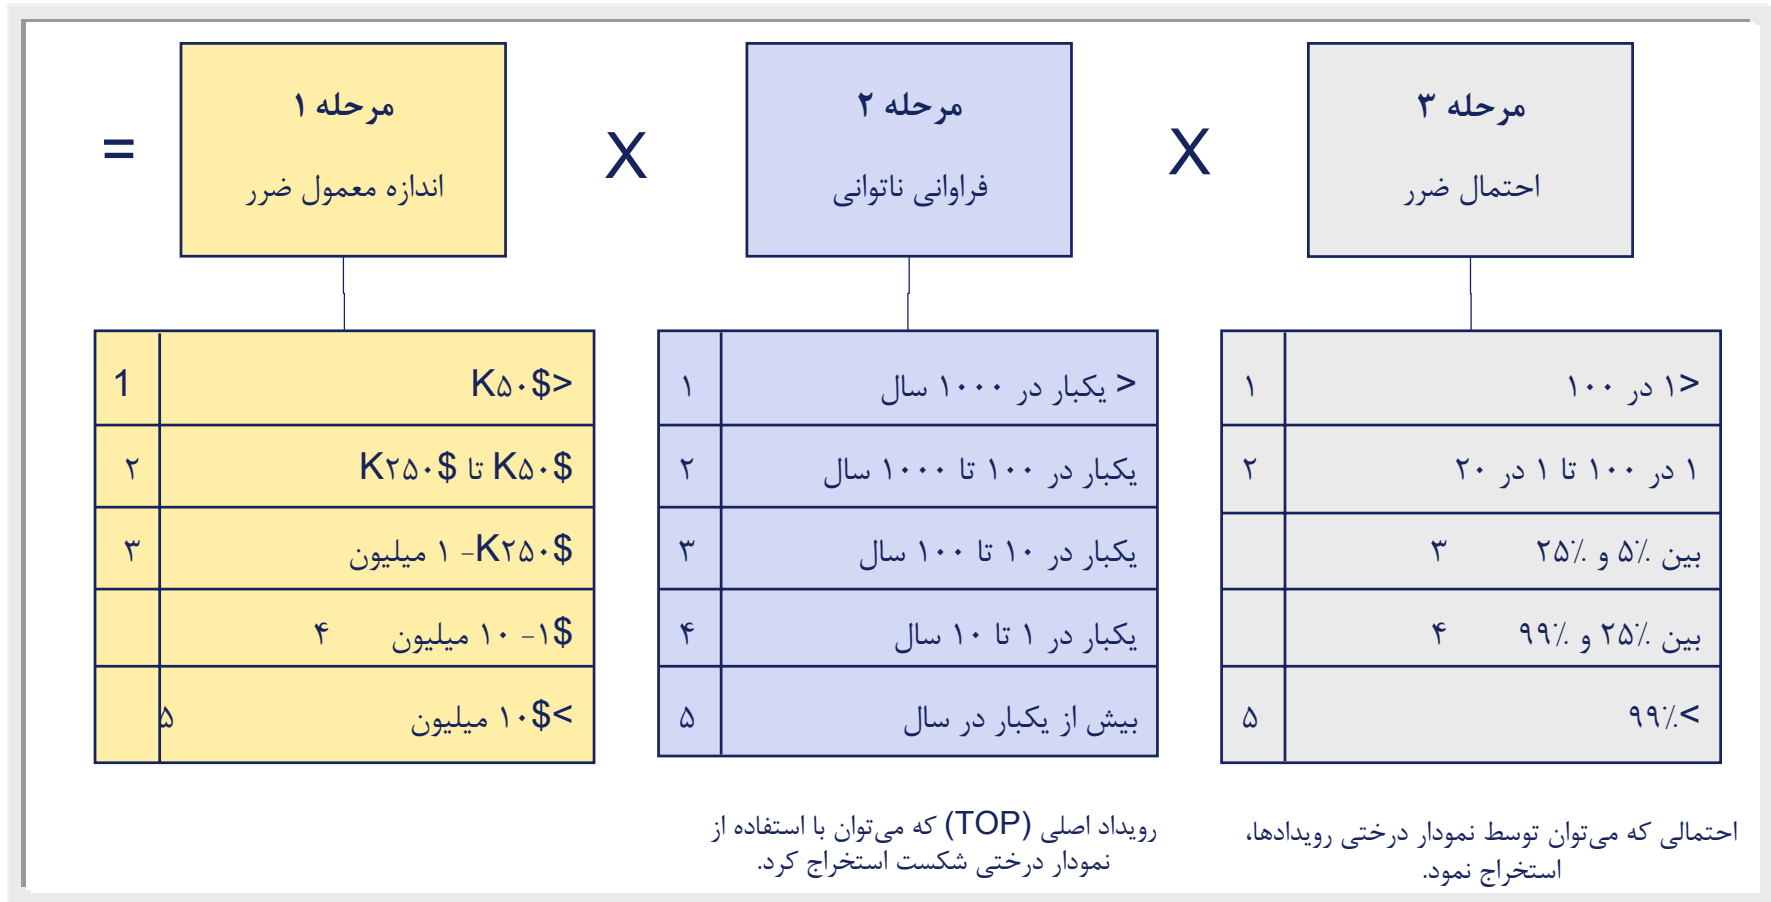 مرحله ۳
احتمال ضرر
X
مرحله ۲
فراوانی ناتوانی
X
مرحله ۱
اندازه معمول ضرر
=
<۱ در ۱۰۰ ۱
۱ در ۱۰۰ تا ۱ در ۲۰ ۲
بین ۵٪ و ۲۵٪ ۳
بین ۲۵٪ و ۹۹٪ ۴
>۹۹٪ ۵
< یکبار در ۱۰۰۰ سال ۱
یکبار در ۱۰۰ تا ۱۰۰۰ سال ۲
یکبار در ۱۰ تا ۱۰۰ سال ۳
یکبار در ۱ تا ۱۰ سال ۴
بیش از یکبار در سال ۵
<$۵۰K 1
$۵۰K تا $۲۵۰K ۲
$۲۵۰K- ۱ میلیون ۳
$۱- ۱۰ میلیون ۴
>$۱۰ میلیون ۵
احتمالی که می‌توان توسط نمودار درختی رویدادها،
استخراج نمود.
رویداد اصلی (TOP) که می‌توان با استفاده از
نمودار درختی شکست استخراج کرد.